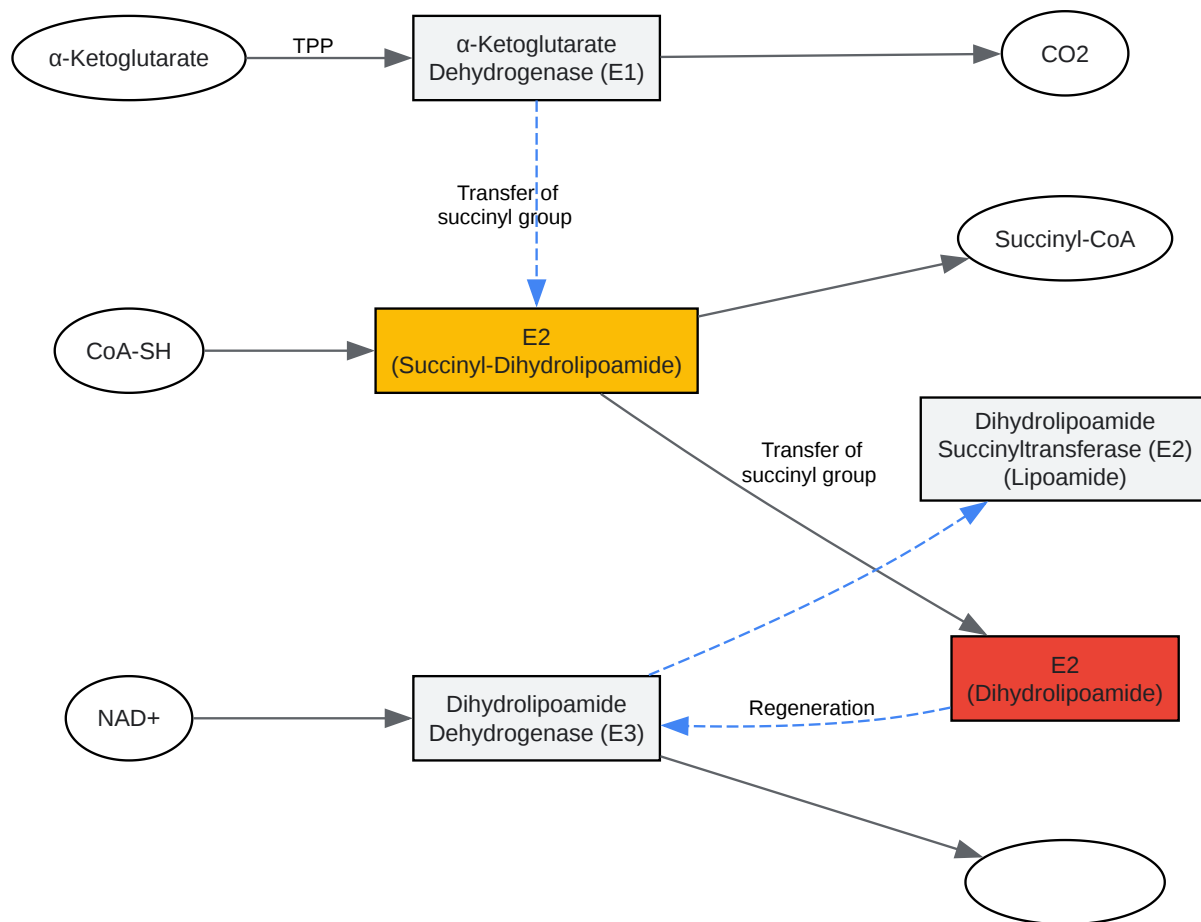 α-Ketoglutarate
TPP
α-Ketoglutarate
Dehydrogenase (E1)
CO2
Transfer of
succinyl group
Succinyl-CoA
CoA-SH
E2
(Succinyl-Dihydrolipoamide)
Dihydrolipoamide
Succinyltransferase (E2)
(Lipoamide)
Transfer of
succinyl group
E2
(Dihydrolipoamide)
NAD+
Dihydrolipoamide
Dehydrogenase (E3)
Regeneration